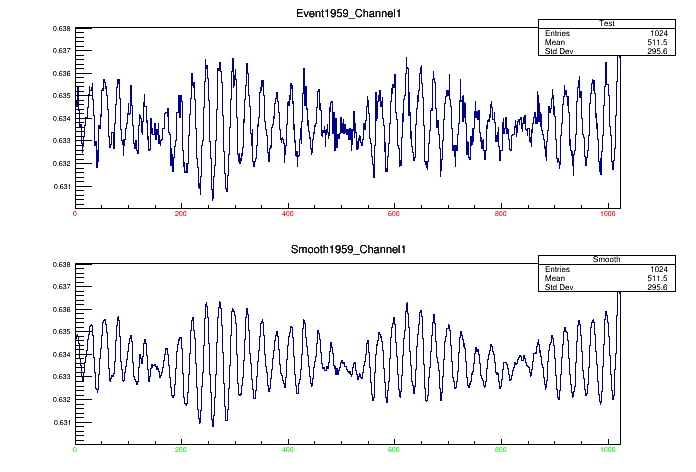 Event1959_Channel1
Test
Entries 1024
Mean 511.5
Std Dev 295.6
0.638
0.637
0.636
0.635
0.634
0.633
0.632
0.631
0 200 400 600 800 1000
Smooth1959_Channel1
Smooth
Entries 1024
Mean 511.5
Std Dev 295.6
0.638
0.637
0.636
0.635
0.634
0.633
0.632
0.631
0 200 400 600 800 1000